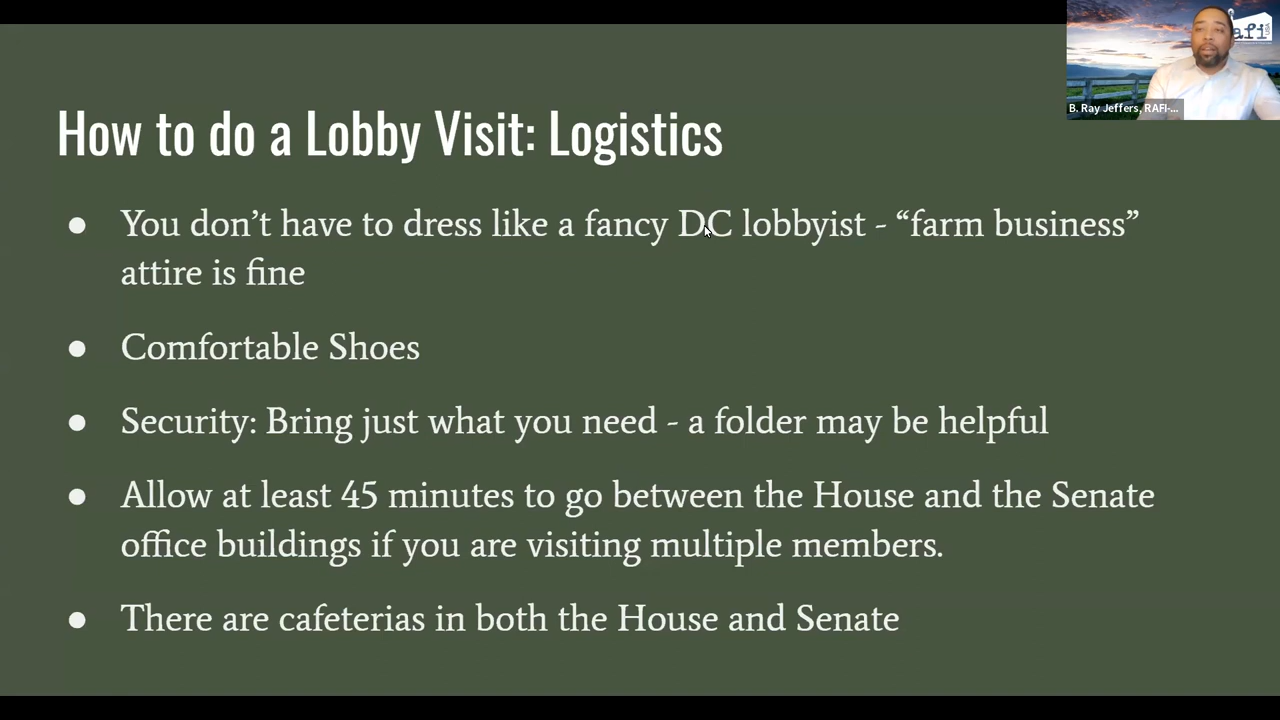 How to do a Lobby Visit: Logistics
● You don’t have to dress like a fancy DC lobbyist - “farm business”
attire is fine
● Comfortable Shoes
● Security: Bring just what you need - a folder may be helpful
● Allow at least 45 minutes to go between the House and the Senate
office buildings if you are visiting multiple members.
● There are cafeterias in both the House and Senate
afi
USA
B. Ray Jeffers, RAFI-...